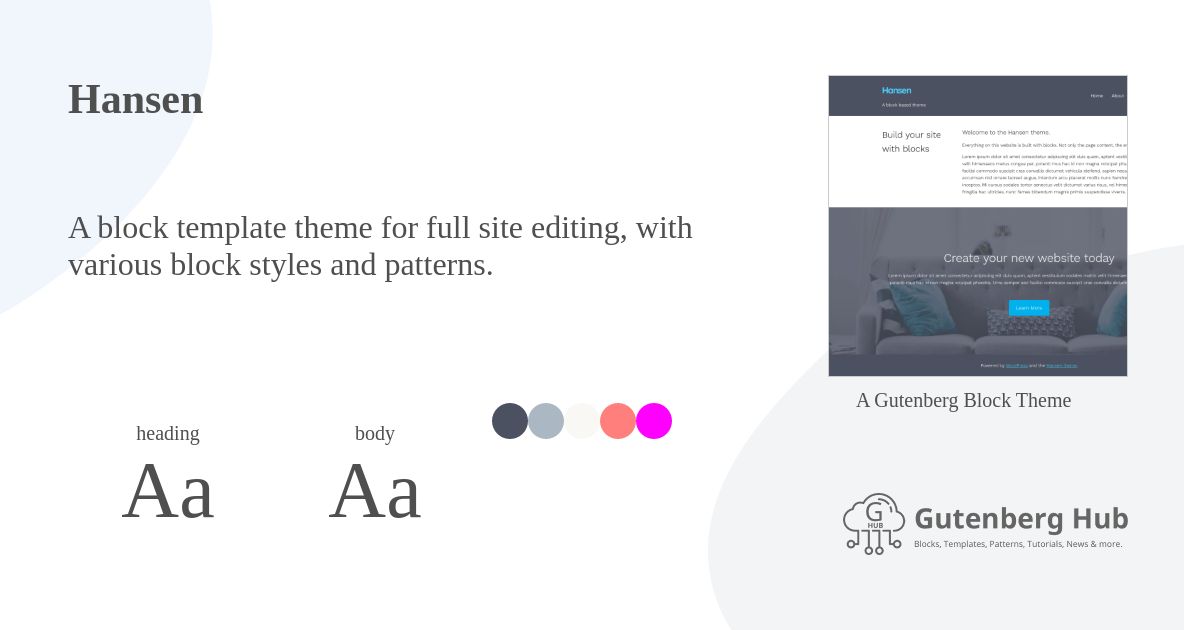 Hansen
A block template theme for full site editing, with
various block styles and patterns.
heading
Aa
body
Aa
Hansen
A block based theme
Home About
Build your site
with blocks
Welcome to the Hansen theme.
Everything on this website is built with blocks. Not only the page content, the
Create your new website today
Learn More
Powered by WordPress and the Hansen theme.
A Gutenberg Block Theme
G
HUB
Gutenberg Hub
Blocks, Templates, Patterns, Tutorials, News & more.